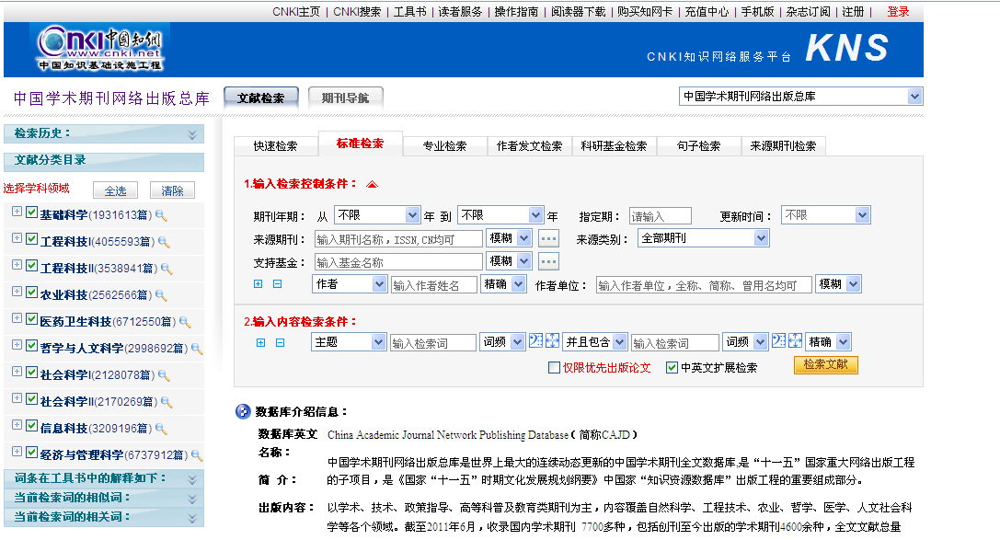 CNKI主页 | CNKI搜索 | 工具书 | 读者服务 | 操作指南 | 阅读器下载 | 购买知网卡 | 充值中心 | 手机版 | 杂志订阅 | 注册 | 登录
Cnki中国知网
www.cnki.net
中国知识基础设施工程
CNKI知识网络服务平台 KNS
中国学术期刊网络出版总库 文献检索 期刊导航 中国学术期刊网络出版总库
检索历史：
文献分类目录
选择学科领域 全选 清除
基础科学(1931613篇)
工程科技I(4055593篇)
工程科技II(3538941篇)
农业科技(2562566篇)
医药卫生科技(6712550篇)
哲学与人文科学(2998692篇)
社会科学I(2128078篇)
社会科学II(2170269篇)
信息科技(3209196篇)
经济与管理科学(6737912篇)
词条在工具书中的解释如下：
当前检索词的相似词：
当前检索词的相关词：
快速检索 标准检索 专业检索 作者发文检索 科研基金检索 句子检索 来源期刊检索
1.输入检索控制条件：
期刊年期： 从 不限 年 到 不限 年 指定期： 请输入 更新时间： 不限
来源期刊： 输入期刊名称，ISSN,CN均可 模糊 来源类别： 全部期刊
支持基金： 输入基金名称 模糊
作者 输入作者姓名 精确 作者单位： 输入作者单位，全称、简称、曾用名均可 模糊
2.输入内容检索条件：
主题 输入检索词 词频 并且包含 输入检索词 词频 精确
仅限优先出版论文 中英文扩展检索 检索文献
数据库介绍信息：
数据库英文名称： China Academic Journal Network Publishing Database（简称CAJD）
简 介： 中国学术期刊网络出版总库是世界上最大的连续动态更新的中国学术期刊全文数据库,是“十一五”国家重大网络出版工程
的子项目，是《国家“十一五”时期文化发展规划纲要》中国家“知识资源数据库”出版工程的重要组成部分。
出版内容： 以学术、技术、政策指导、高等科普及教育类期刊为主，内容覆盖自然科学、工程技术、农业、哲学、医学、人文社会科
学等各个领域。截至2011年6月，收录国内学术期刊 7700多种，包括创刊至今出版的学术期刊4600余种，全文文献总量